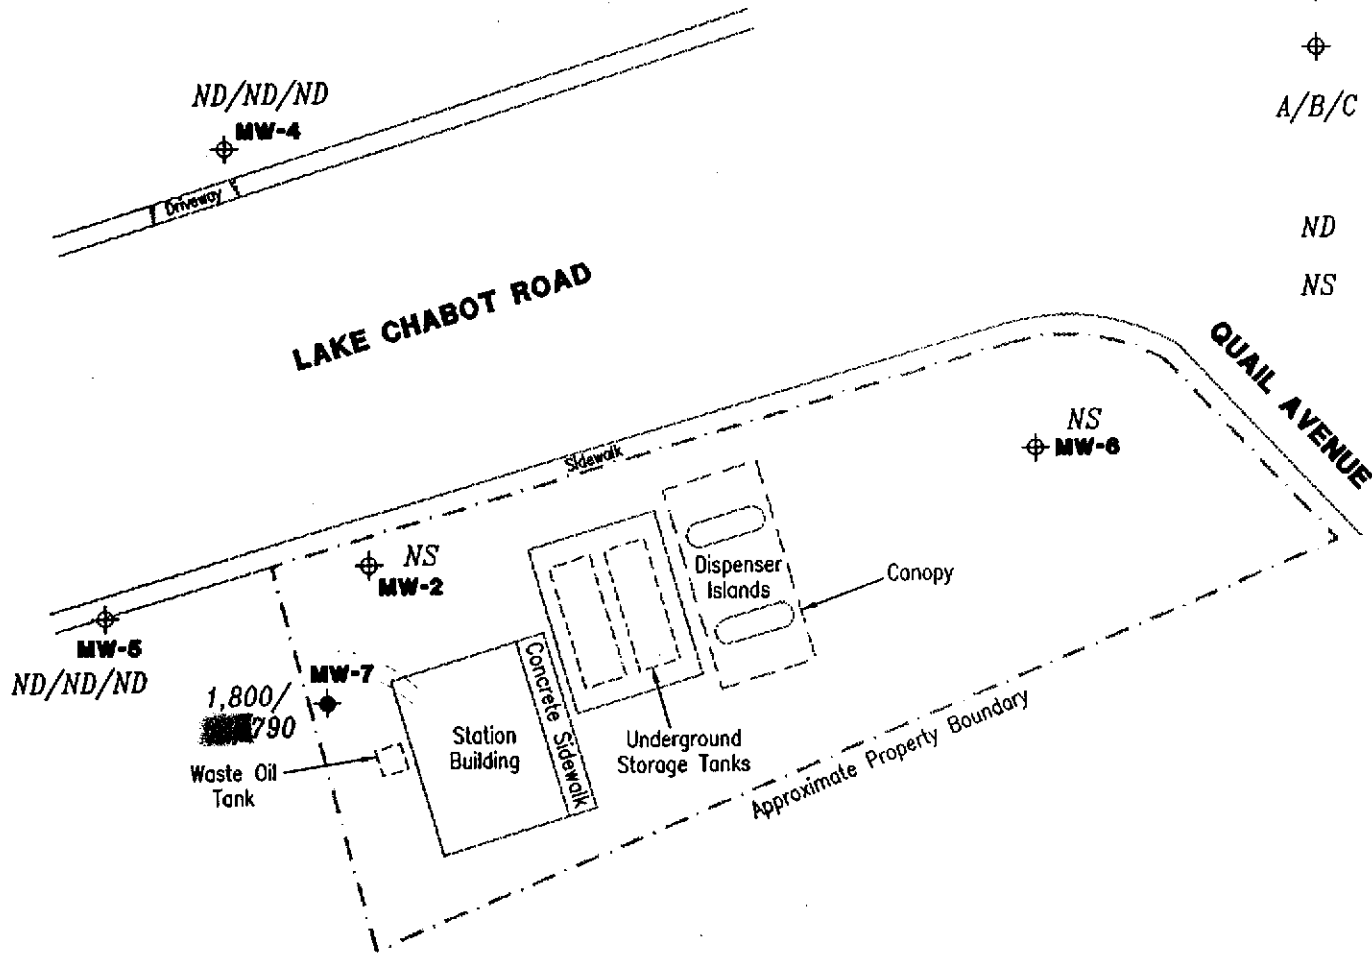 ND/ND/ND
MW-4
Driveway
A/B/C
ND
NS
LAKE CHABOT ROAD
QUAIL AVENUE
Sidewalk
NS
MW-6
NS
MW-2
Dispenser
Islands
Canopy
MW-5
ND/ND/ND
MW-7
1,800/
790
Waste Oil
Tank
Station
Building
Concrete Sidewalk
Underground
Storage Tanks
Approximate Property Boundary